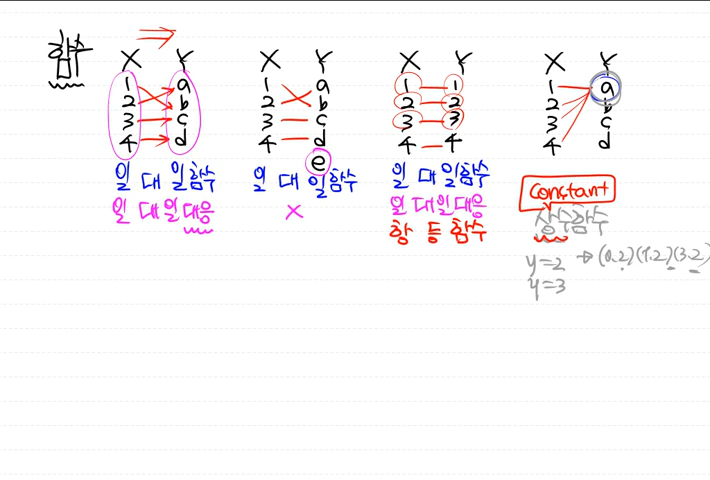 함수
X Y
1 a
2 b
3 c
4 d
일 대 일함수
일 대 일대응
X Y
1 a
2 b
3 c
4 d
e
일 대 일함수
X
X Y
1 1
2 2
3 3
4 4
일 대 일함수
일 대일대응
항 등 함수
X Y
1 a
2 b
3 c
4 d
Constant
상수함수
y=2 → (0,2)(1,2)(3,2)
y=3